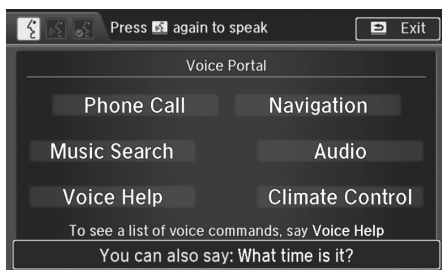 Press again to speak
Exit
Voice Portal
Phone Call Navigation
Music Search Audio
Voice Help Climate Control
To see a list of voice commands, say Voice Help
You can also say: What time is it?